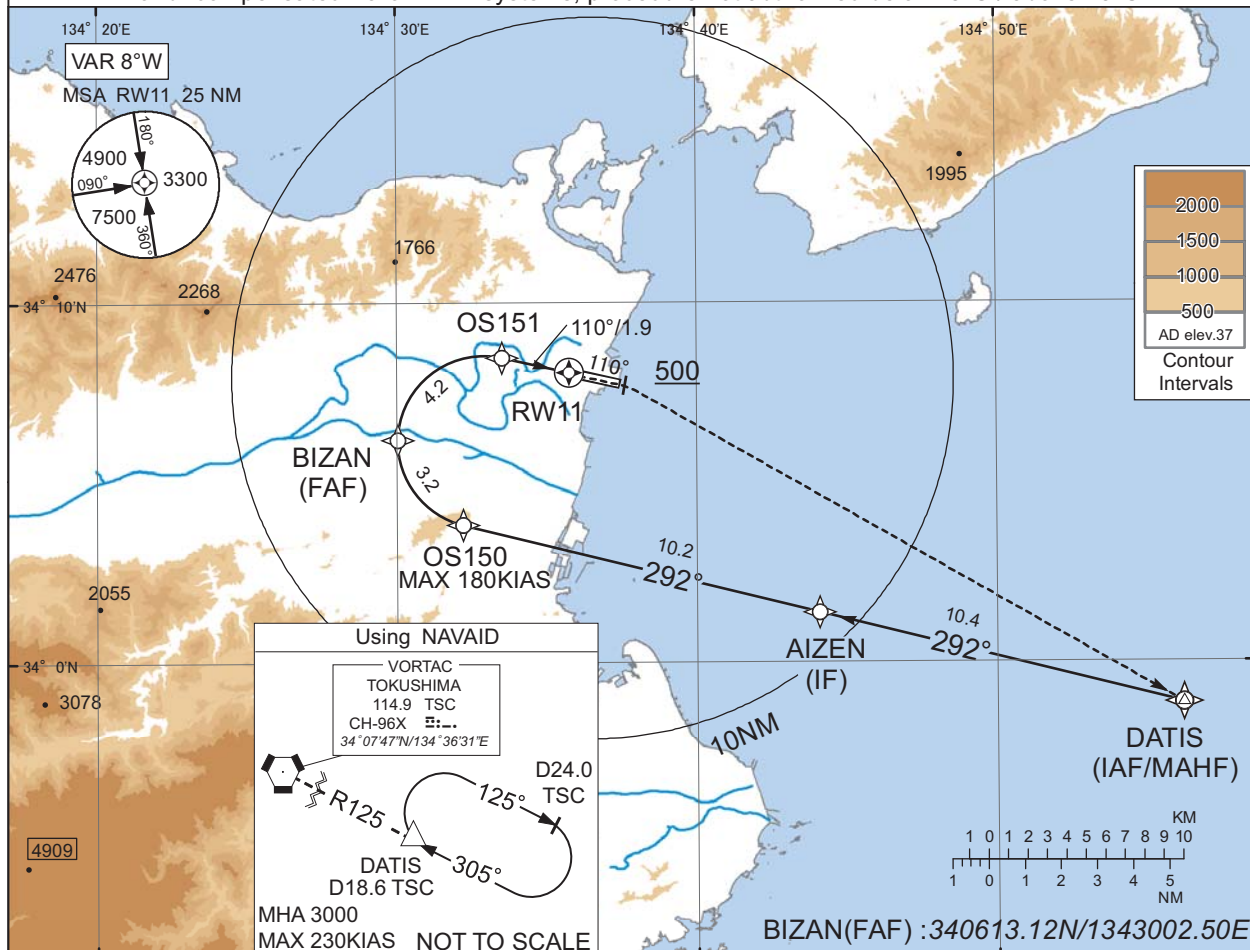 134° 20'E
134° 30'E
134° 40'E
134° 50'E
VAR 8°W
MSA RW11 25 NM
180°
4900
090°
3300
7500
360°
1995
2000
1500
1000
500
AD elev.37
Contour
Intervals
1766
2476
2268
34° 10'N
OS151
110°/1.9
110°
500
RW11
4.2
BIZAN
(FAF)
3.2
OS150
MAX 180KIAS
10.2
292°
10.4
292°
AIZEN
(IF)
2055
34° 0'N
3078
DATIS
(IAF/MAHF)
10NM
Using NAVAID
VORTAC
TOKUSHIMA
114.9 TSC
CH-96X
34°07'47"N/134°36'31"E
D24.0
TSC
125°
R125
305°
DATIS
D18.6 TSC
4909
MHA 3000
MAX 230KIAS NOT TO SCALE
KM
1 0 1 2 3 4 5 6 7 8 9 10
1 0 1 2 3 4 5
NM
BIZAN(FAF) :340613.12N/1343002.50E